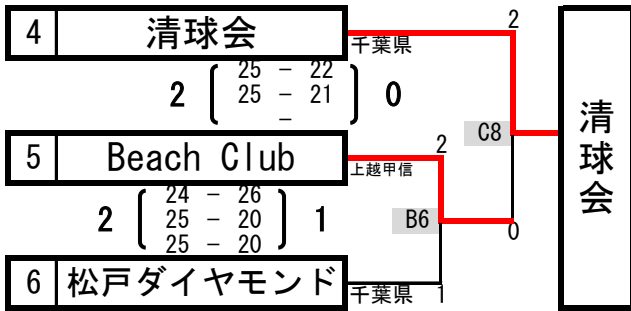 4 清球会 千葉県 2
2 25 - 22 0
25 - 21
-
C8
清球会
5 Beach Club 上越甲信 2
B6
0
2 24 - 26 1
25 - 20
25 - 20
6 松戸ダイヤモンド 千葉県 1